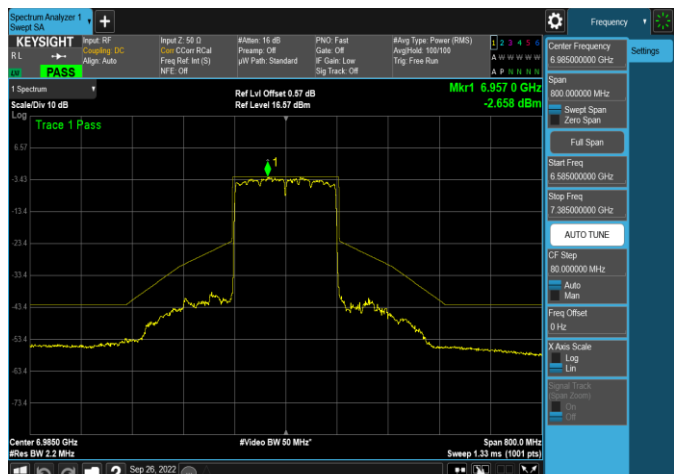 Spectrum Analyzer 1
Swept SA
Frequency
KEYSIGHT
RL
PASS
Input: RF
Coupling: DC
Align: Auto
Input Z: 50 Ω
Corr CCorr RCal
Freq Ref: Int (S)
NFE: Off
#Atten: 16 dB
Preamp: Off
µW Path: Standard
PNO: Fast
Gate: Off
IF Gain: Low
Sig Track: Off
#Avg Type: Power (RMS)
Avg|Hold: 100/100
Trig: Free Run
1 2 3 4 5 6
A W W W W W
A P N N N N
1 Spectrum
Scale/Div 10 dB
Log
Ref Lvl Offset 0.57 dB
Ref Level 16.57 dBm
Mkr1 6.957 0 GHz
-2.658 dBm
Trace 1 Pass
1
6.57
-3.43
-13.4
-23.4
-33.4
-43.4
-53.4
-63.4
-73.4
Center 6.9850 GHz
#Res BW 2.2 MHz
#Video BW 50 MHz*
Span 800.0 MHz
Sweep 1.33 ms (1001 pts)
Sep 26, 2022
Center Frequency
6.985000000 GHz
Settings
Span
800.000000 MHz
Swept Span
Zero Span
Full Span
Start Freq
6.585000000 GHz
Stop Freq
7.385000000 GHz
AUTO TUNE
CF Step
80.000000 MHz
Auto
Man
Freq Offset
0 Hz
X Axis Scale
Log
Lin
Signal Track
(Span Zoom)
On
Off